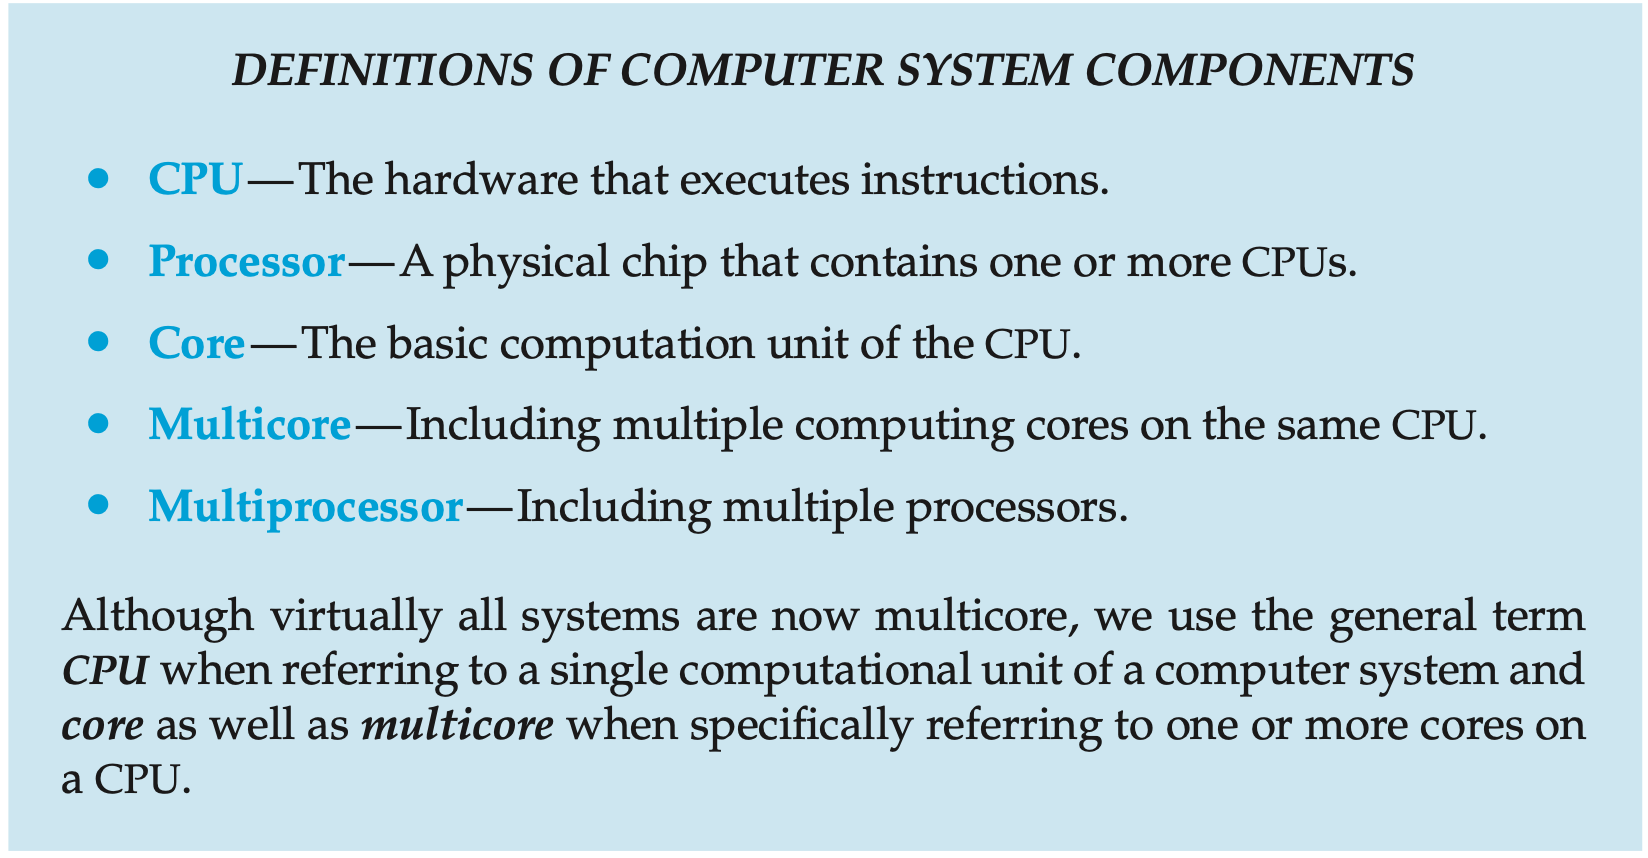 DEFINITIONS OF COMPUTER SYSTEM COMPONENTS
• CPU—The hardware that executes instructions.
• Processor—A physical chip that contains one or more CPUs.
• Core—The basic computation unit of the CPU.
• Multicore—Including multiple computing cores on the same CPU.
• Multiprocessor—Including multiple processors.
Although virtually all systems are now multicore, we use the general term
CPU when referring to a single computational unit of a computer system and
core as well as multicore when specifically referring to one or more cores on
a CPU.